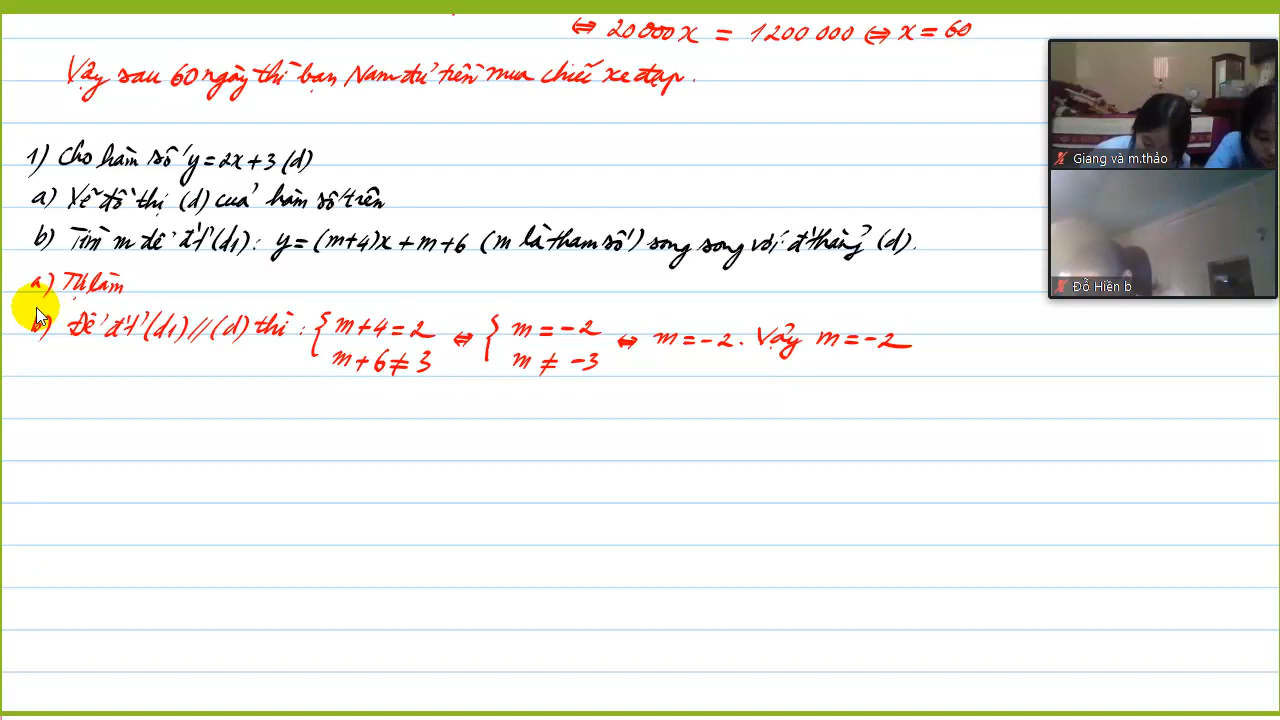 ⇔ 20000x = 1200 000 ⇔ x = 60
Vậy sau 60 ngày thì bạn Nam đủ tiền mua chiếc xe đạp.
1) Cho hàm số y = 2x + 3 (d)
a) Vẽ đồ thị (d) của hàm số trên
b) Tìm m để đ't' (d1): y = (m+4)x + m + 6 (m là tham số) song song với đ'thẳng (d).
a) Tự làm
b) Để đ't' (d1) // (d) thì: { m + 4 = 2 ⇔ { m = -2 ⇔ m = -2. Vậy m = -2
m + 6 ≠ 3 m ≠ -3
Giang và m.thảo
Đỗ Hiền b